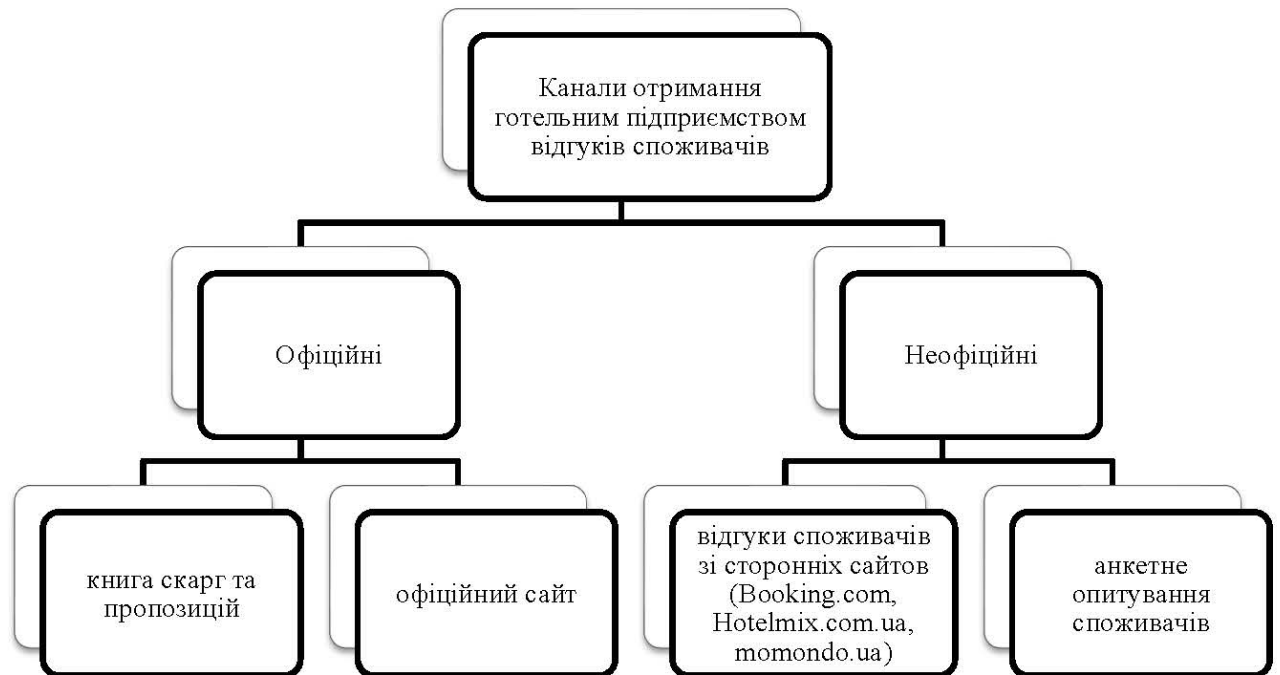 Канали отримання
готельним підприємством
відгуків споживачів
Офіційні
Неофіційні
книга скарг та
пропозицій
офіційний сайт
відгуки споживачів
зі сторонніх сайтов
(Booking.com,
Hotelmix.com.ua,
momondo.ua)
анкетне
опитування
споживачів